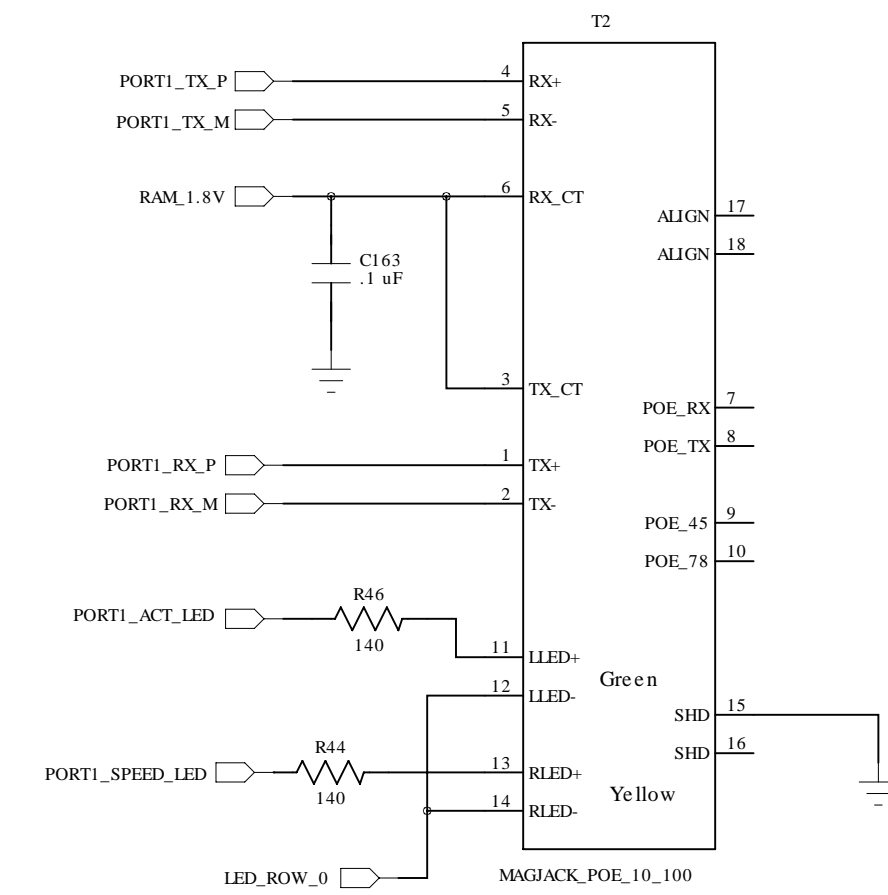 T2
PORT1_TX_P 4 RX+
PORT1_TX_M 5 RX-
RAM_1.8V 6 RX_CT
ALIGN 17
ALIGN 18
C163
.1 uF
3 TX_CT
POE_RX 7
POE_TX 8
PORT1_RX_P 1 TX+
PORT1_RX_M 2 TX-
POE_45 9
POE_78 10
R46
PORT1_ACT_LED
140
11 LLED+
Green
12 LLED-
SHD 15
R44
SHD 16
PORT1_SPEED_LED 13 RLED+
140
Yellow
14 RLED-
LED_ROW_0
MAGJACK_POE_10_100